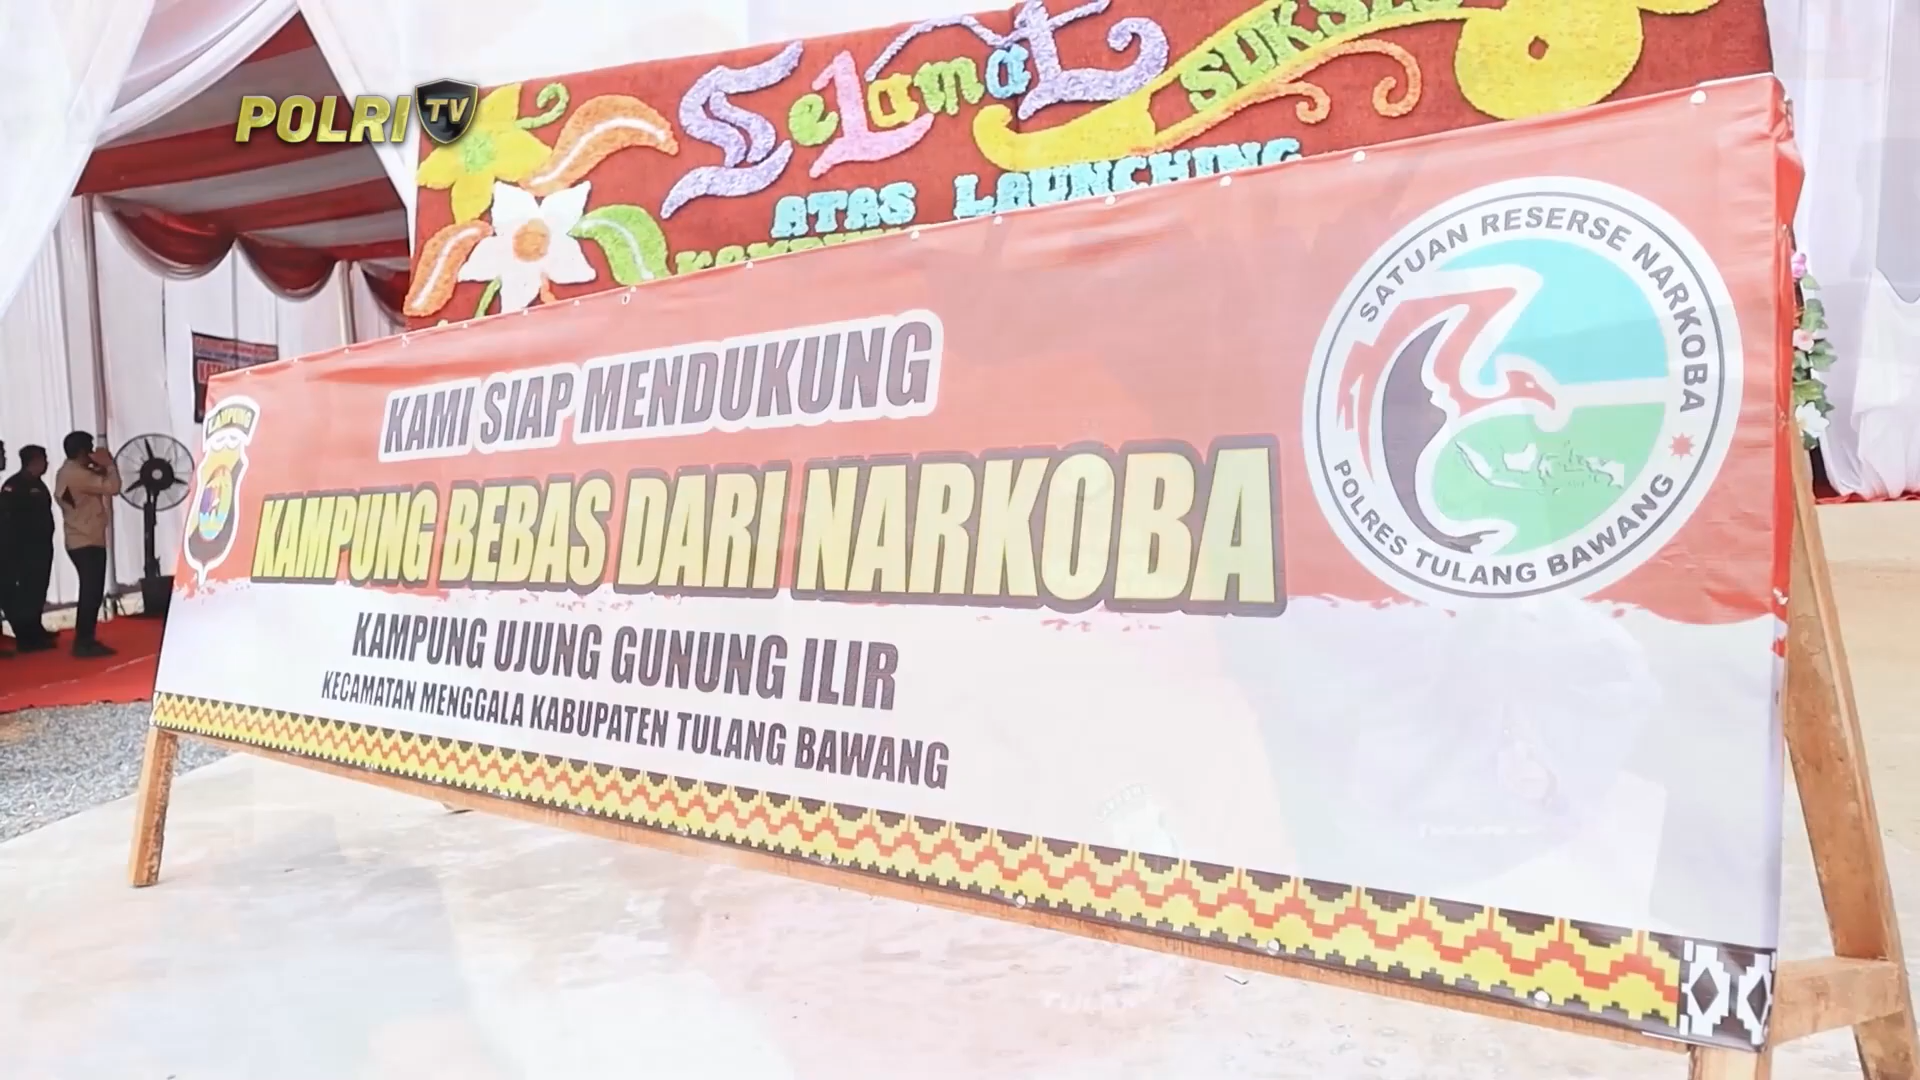 POLRI TV
Selamat
SUKSES
ATAS LAUNCHING
KAMI SIAP MENDUKUNG
KAMPUNG BEBAS DARI NARKOBA
KAMPUNG UJUNG GUNUNG ILIR
KECAMATAN MENGGALA KABUPATEN TULANG BAWANG
LAMPUNG
SATUAN RESERSE NARKOBA
POLRES TULANG BAWANG